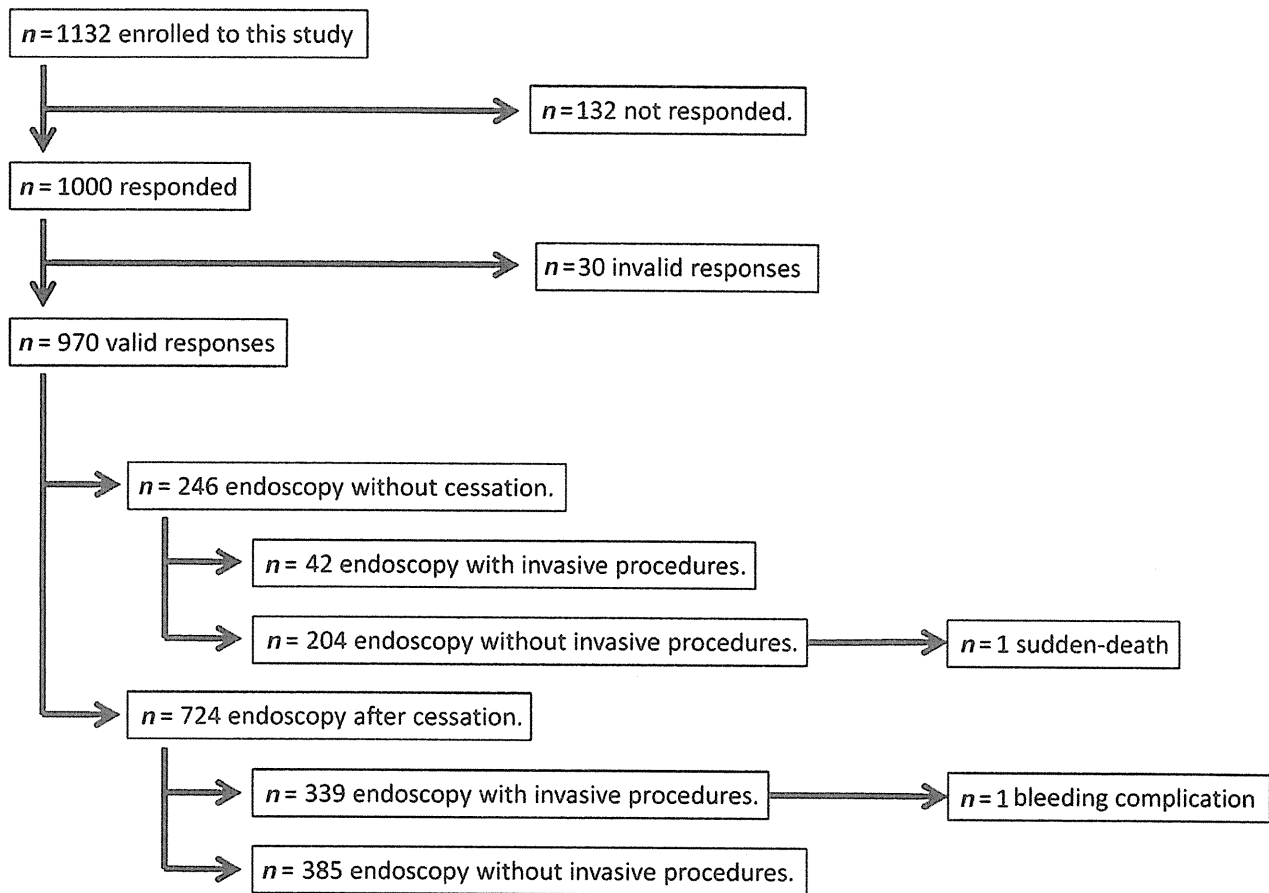 n=1132 enrolled to this study
n=132 not responded.
n= 1000 responded
n=30 invalid responses
n= 970 valid responses
n= 246 endoscopy without cessation.
n= 42 endoscopy with invasive procedures.
n= 204 endoscopy without invasive procedures.
n= 1 sudden-death
n= 724 endoscopy after cessation.
n= 339 endoscopy with invasive procedures.
n= 1 bleeding complication
n= 385 endoscopy without invasive procedures.